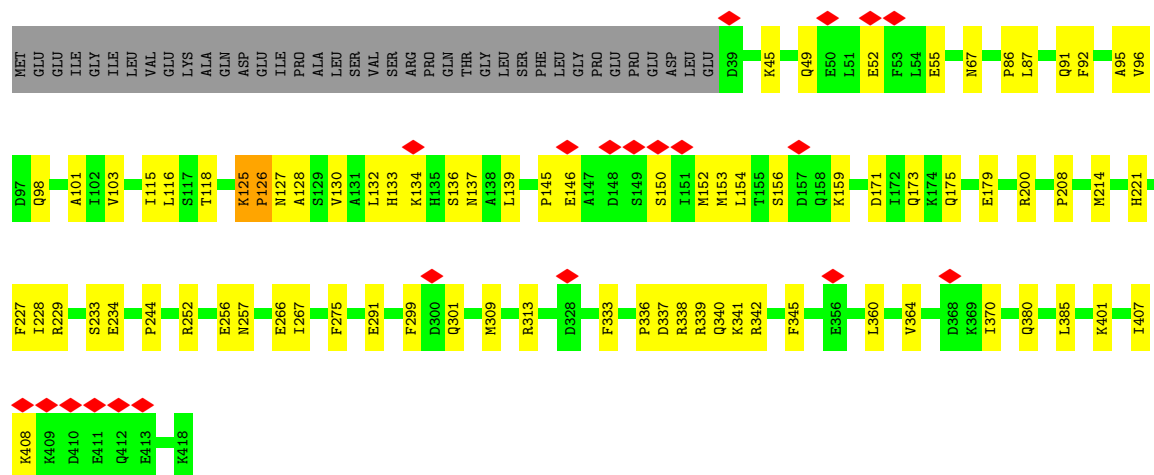 MET GLU GLU ILE GLY ILE LEU VAL GLU LYS ALA GLN ASP GLU ILE PRO ALA LEU SER VAL SER ARG PRO GLN THR GLY LEU SER PHE LEU GLY PRO GLU PRO GLU ASP LEU GLU D39 K45 Q49 E50 L51 E52 F53 L54 E55 N67 P86 L87 Q91 F92 A95 V96
D97 Q98 A101 I102 V103 I115 L116 S117 T118 K125 P126 N127 A128 S129 V130 A131 L132 H133 K134 H135 S136 N137 A138 L139 P145 E146 A147 D148 S149 S150 I151 M152 M153 L154 T155 S156 D157 Q158 K159 D171 I172 Q173 K174 Q175 E179 R200 P208 M214 H221
F227 I228 R229 S233 E234 P244 R252 E256 N257 E266 I267 F275 E291 F299 D300 Q301 M309 R313 D328 F333 P336 D337 R338 R339 Q340 K341 R342 F345 E356 L360 V364 D368 K369 I370 Q380 L385 K401 I407
K408 K409 D410 E411 Q412 E413 K418